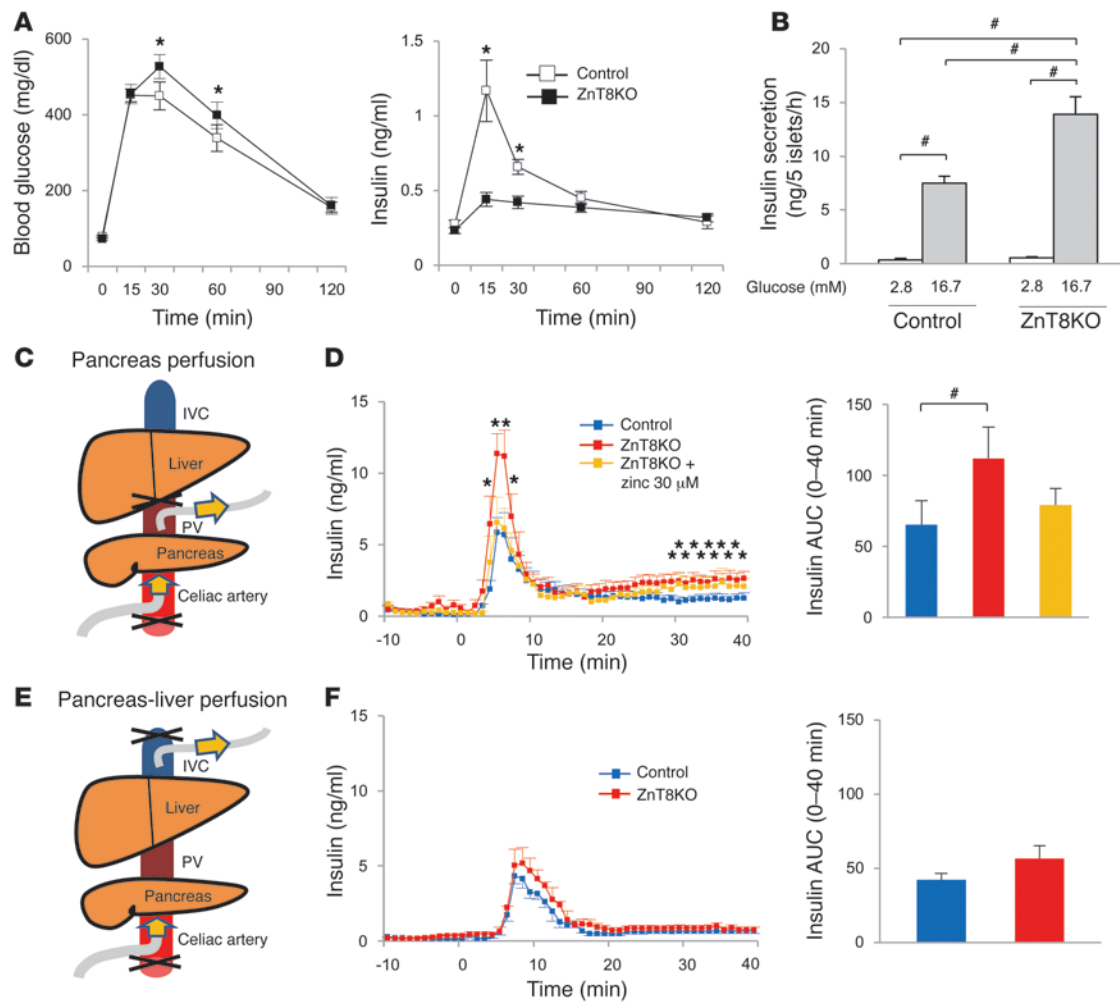 A
600
400
200
0
Blood glucose (mg/dl)
*
*
0 15 30 60 90 120
Time (min)
1.5
1
0.5
0
Insulin (ng/ml)
*
*
Control
ZnT8KO
0 15 30 60 90 120
Time (min)
B
20
15
10
5
0
Insulin secretion
(ng/5 islets/h)
#
#
#
#
Glucose (mM) 2.8 16.7 2.8 16.7
Control ZnT8KO
C Pancreas perfusion
IVC
Liver
PV
Pancreas
Celiac artery
D
15
10
5
0
Insulin (ng/ml)
**
* *
Control
ZnT8KO
ZnT8KO +
zinc 30 μM
* * * * *
* * * * * *
-10 0 10 20 30 40
Time (min)
150
100
50
0
Insulin AUC (0–40 min)
#
E Pancreas-liver perfusion
IVC
Liver
PV
Pancreas
Celiac artery
F
15
10
5
0
Insulin (ng/ml)
Control
ZnT8KO
-10 0 10 20 30 40
Time (min)
150
100
50
0
Insulin AUC (0–40 min)